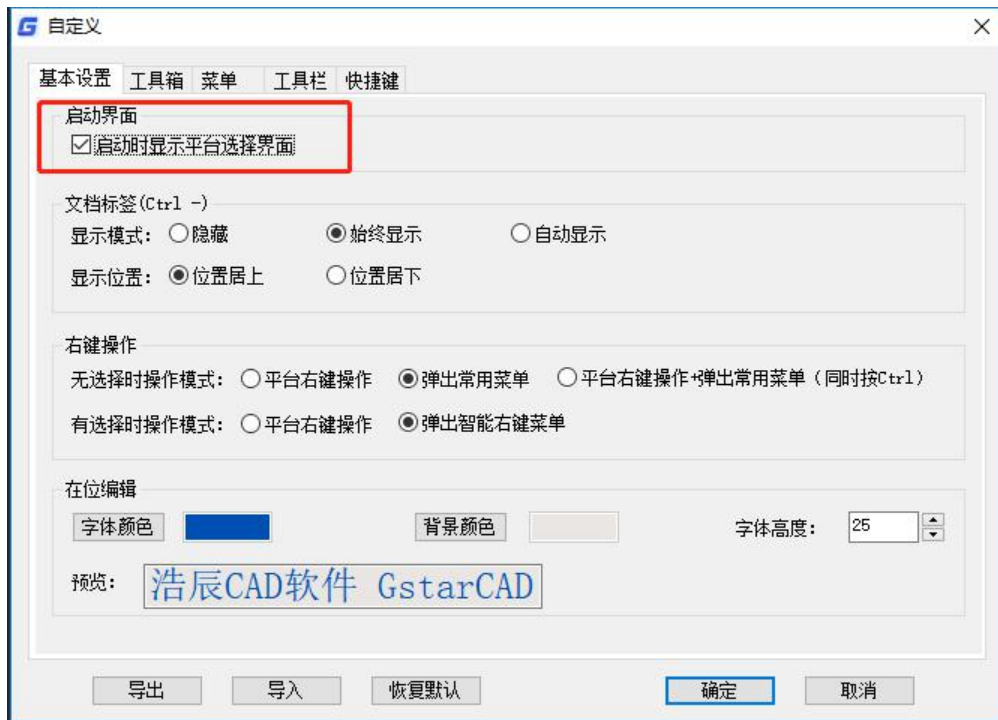 自定义
基本设置 工具箱 菜单 工具栏 快捷键
启动界面
启动时显示平台选择界面
文档标签(Ctrl -)
显示模式: 隐藏 始终显示 自动显示
显示位置: 位置居上 位置居下
右键操作
无选择时操作模式: 平台右键操作 弹出常用菜单 平台右键操作+弹出常用菜单（同时按Ctrl）
有选择时操作模式: 平台右键操作 弹出智能右键菜单
在位编辑
字体颜色 背景颜色 字体高度: 25
预览: 浩辰CAD软件 GstarCAD
导出 导入 恢复默认 确定 取消